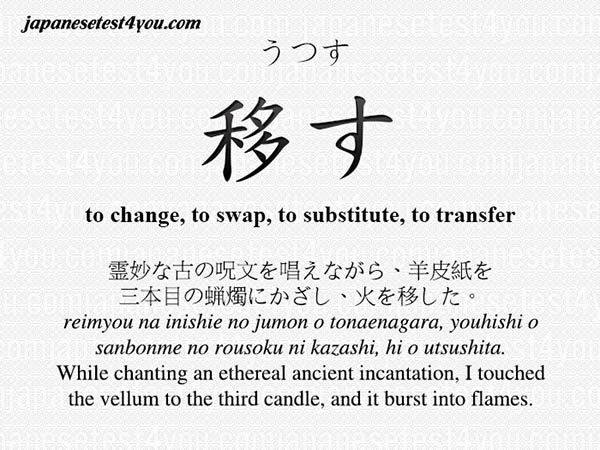 japanesetest4you.com
うつす
移す
to change, to swap, to substitute, to transfer
霊妙な古の呪文を唱えながら、羊皮紙を
三本目の蝋燭にかざし、火を移した。
reimyou na inishie no jumon o tonaenagara, youhishi o
sanbonme no rousoku ni kazashi, hi o utsushita.
While chanting an ethereal ancient incantation, I touched
the vellum to the third candle, and it burst into flames.